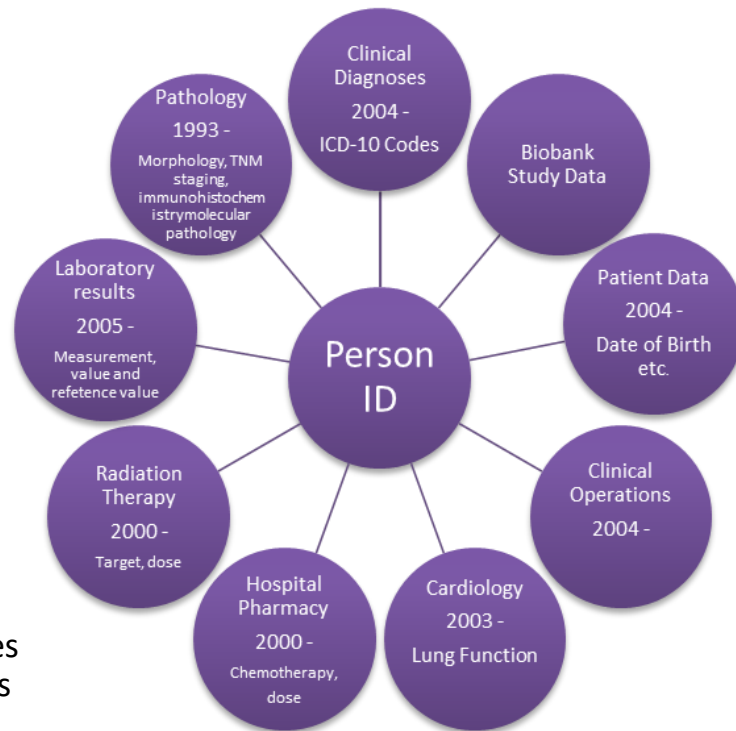 Clinical
Diagnoses
2004 -
ICD-10 Codes
Biobank
Study Data
Patient Data
2004 -
Date of Birth
etc.
Clinical
Operations
2004 -
Cardiology
2003 -
Lung Function
Hospital
Pharmacy
2000 -
Chemotherapy,
dose
Radiation
Therapy
2000 -
Target, dose
Laboratory
results
2005 -
Measurement,
value and
refetence value
Pathology
1993 -
Morphology, TNM
staging,
immunohistochem
istrymolecular
pathology
Person
ID
es
s